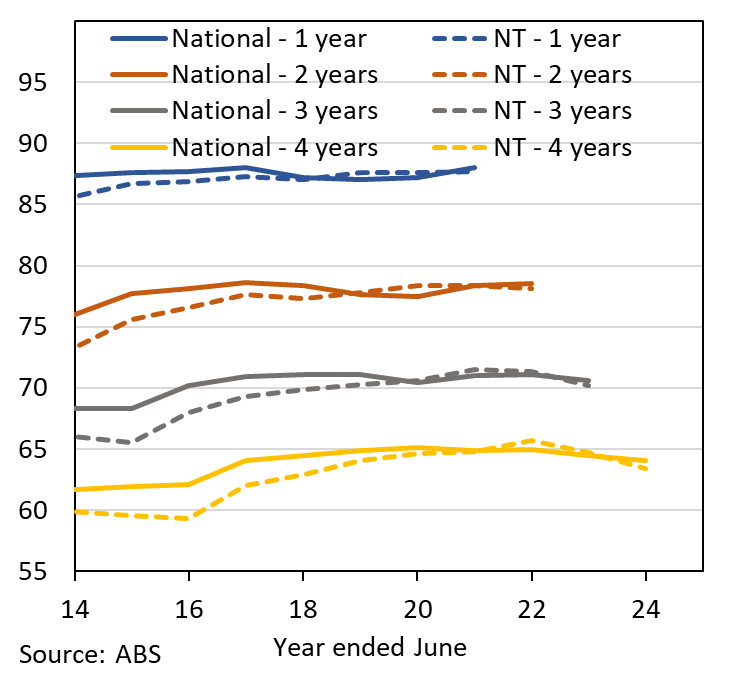 National - 1 year NT - 1 year
National - 2 years NT - 2 years
National - 3 years NT - 3 years
National - 4 years NT - 4 years
95
90
85
80
75
70
65
60
55
14 16 18 20 22 24
Year ended June
Source: ABS